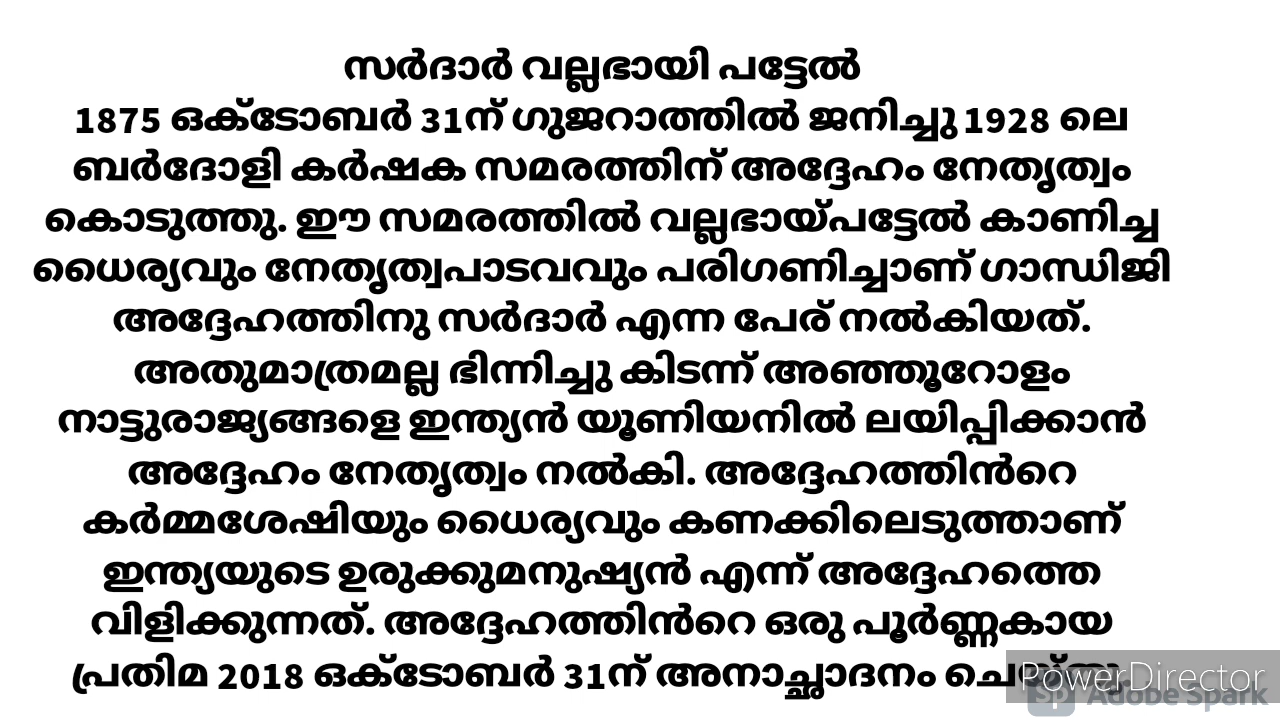 സർദാർ വല്ലഭായി പട്ടേൽ
1875 ഒക്ടോബർ 31ന് ഗുജറാത്തിൽ ജനിച്ചു 1928 ലെ
ബർദോളി കർഷക സമരത്തിന് അദ്ദേഹം നേതൃത്വം
കൊടുത്തു. ഈ സമരത്തിൽ വല്ലഭായ്പട്ടേൽ കാണിച്ച
ധൈര്യവും നേതൃത്വപാടവവും പരിഗണിച്ചാണ് ഗാന്ധിജി
അദ്ദേഹത്തിനു സർദാർ എന്ന പേര് നൽകിയത്.
അതുമാത്രമല്ല ഭിന്നിച്ചു കിടന്ന് അഞ്ഞൂറോളം
നാട്ടുരാജ്യങ്ങളെ ഇന്ത്യൻ യൂണിയനിൽ ലയിപ്പിക്കാൻ
അദ്ദേഹം നേതൃത്വം നൽകി. അദ്ദേഹത്തിൻറെ
കർമ്മശേഷിയും ധൈര്യവും കണക്കിലെടുത്താണ്
ഇന്ത്യയുടെ ഉരുക്കുമനുഷ്യൻ എന്ന് അദ്ദേഹത്തെ
വിളിക്കുന്നത്. അദ്ദേഹത്തിൻറെ ഒരു പൂർണ്ണകായ
പ്രതിമ 2018 ഒക്ടോബർ 31ന് അനാച്ഛാദനം ചെയ്തു
PowerDirector
Sp Adobe Spark